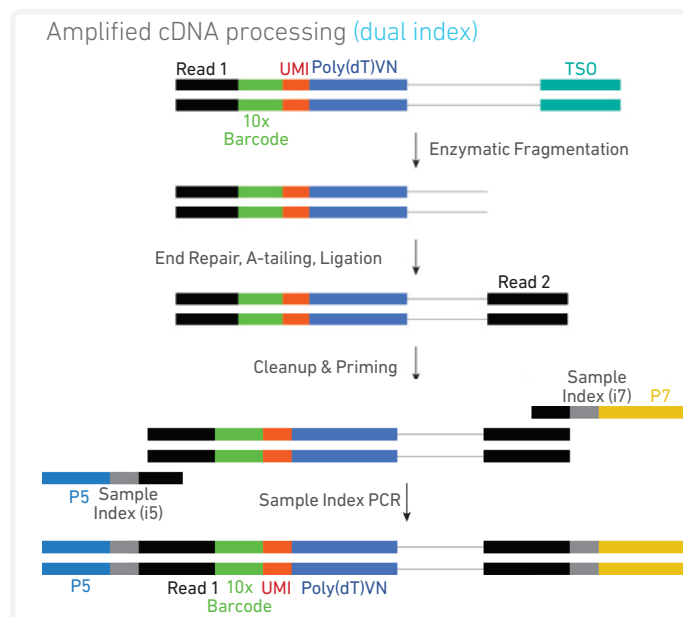 Amplified cDNA processing (dual index)
Read 1 UMI Poly(dT)VN TSO
10x
Barcode
Enzymatic Fragmentation
End Repair, A-tailing, Ligation
Read 2
Cleanup & Priming
Sample
Index (i7) P7
P5 Sample
Index (i5)
Sample Index PCR
P5 Read 1 10x UMI Poly(dT)VN
Barcode